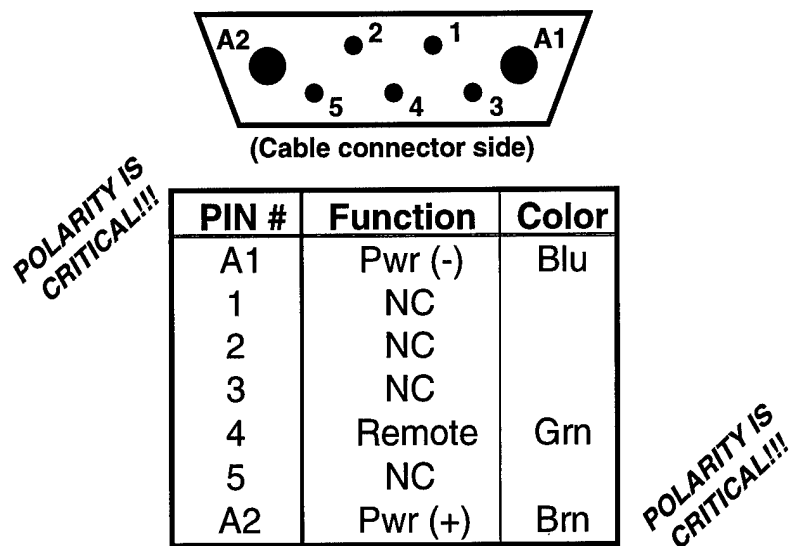 A2 2 1 A1
5 4 3
(Cable connector side)
POLARITY IS
CRITICAL!!!
PIN # Function Color
A1 Pwr (-) Blu
1 NC
2 NC
3 NC
4 Remote Grn
5 NC
A2 Pwr (+) Brn
POLARITY IS
CRITICAL!!!